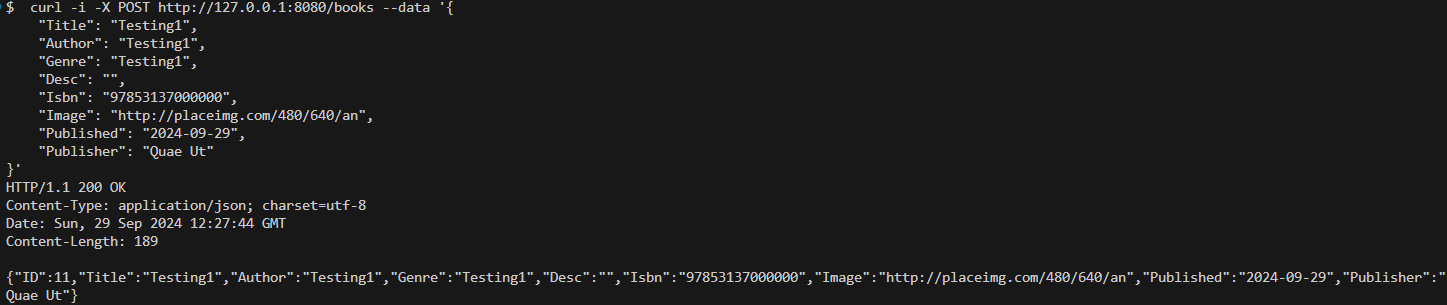 $  curl -i -X POST http://127.0.0.1:8080/books --data '{
    "Title": "Testing1",
    "Author": "Testing1",
    "Genre": "Testing1",
    "Desc": "",
    "Isbn": "97853137000000",
    "Image": "http://placeimg.com/480/640/an",
    "Published": "2024-09-29",
    "Publisher": "Quae Ut"
}'
HTTP/1.1 200 OK
Content-Type: application/json; charset=utf-8
Date: Sun, 29 Sep 2024 12:27:44 GMT
Content-Length: 189

{"ID":11,"Title":"Testing1","Author":"Testing1","Genre":"Testing1","Desc":"","Isbn":"97853137000000","Image":"http://placeimg.com/480/640/an","Published":"2024-09-29","Publisher":"
Quae Ut"}